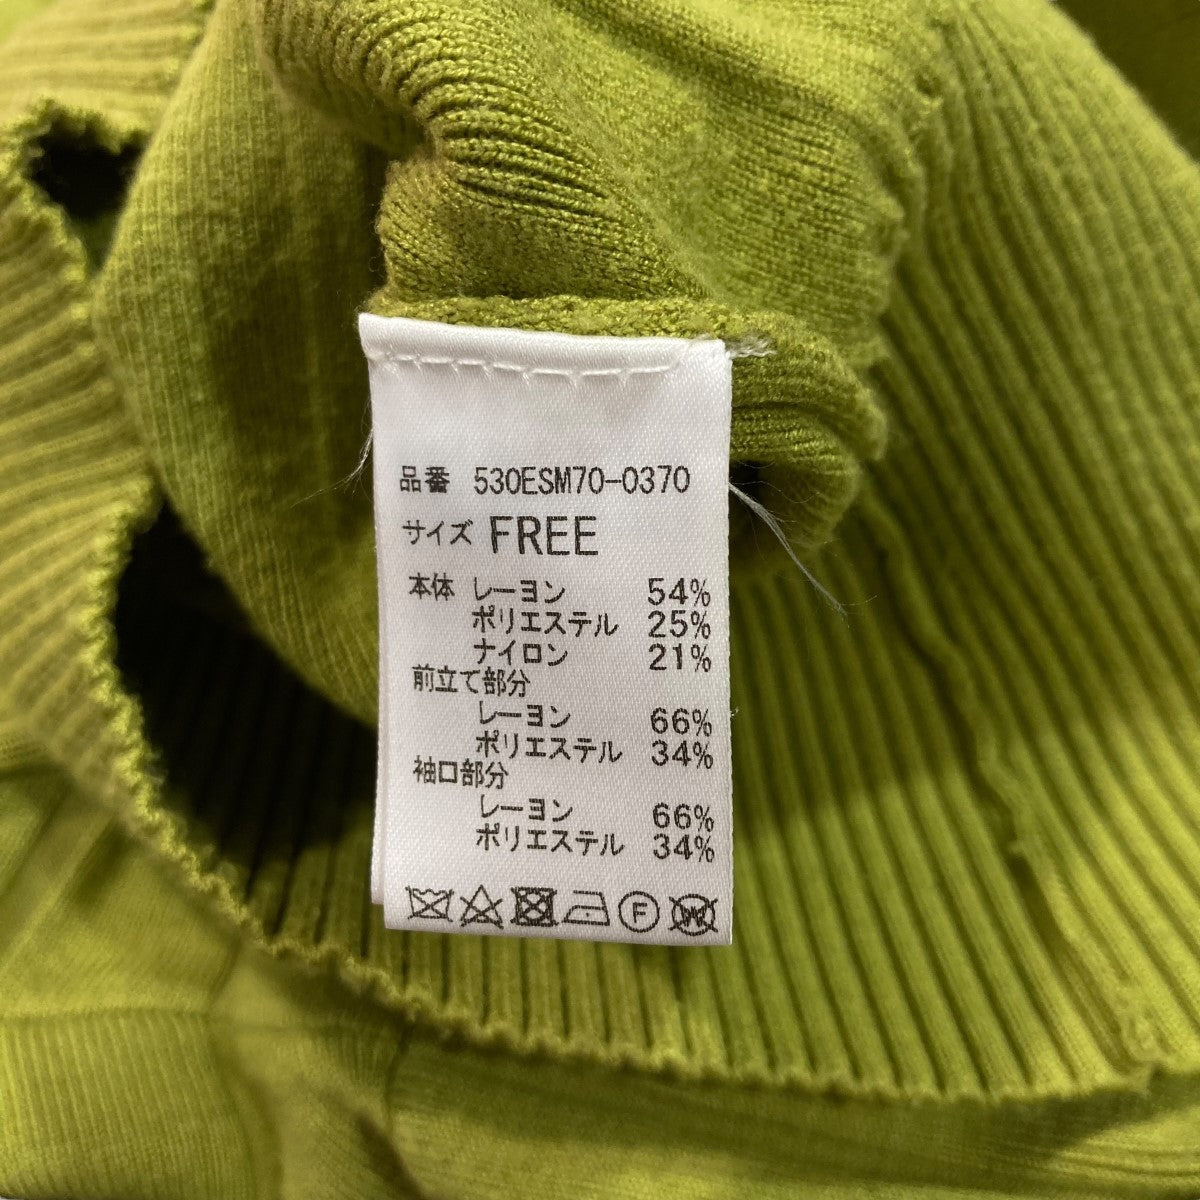 品番 530ESM70-0370
サイズ FREE
本体 レーヨン 54%
ポリエステル 25%
ナイロン 21%
前立て部分
レーヨン 66%
ポリエステル 34%
袖口部分
レーヨン 66%
ポリエステル 34%
F W